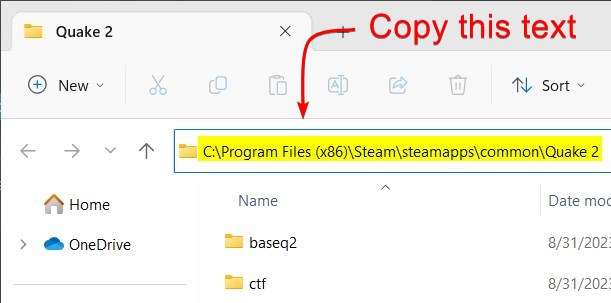 Quake 2
Copy this text
New
Sort
C:\Program Files (x86)\Steam\steamapps\common\Quake 2
Home
Name
Date mod
OneDrive
baseq2
8/31/2023
ctf
8/31/2023